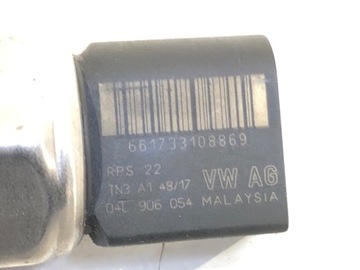 661733108869
RPS 22
TN3 A1 48/17 VW AG
04L 906 054 MALAYSIA